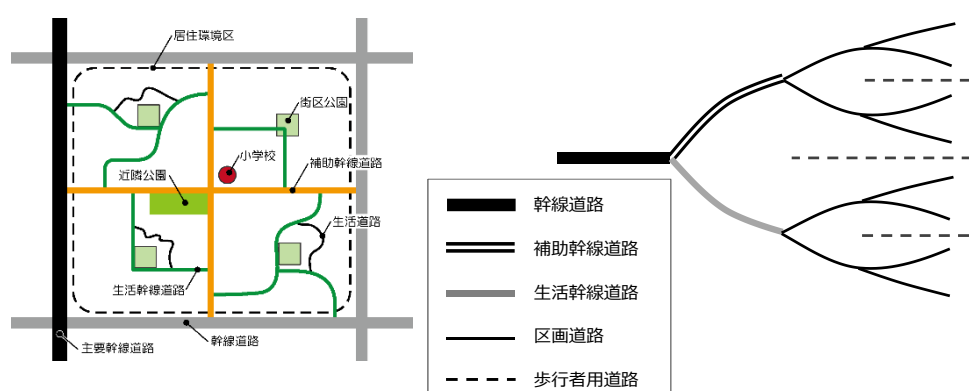 居住環境区
街区公園
小学校
補助幹線道路
近隣公園
生活道路
生活幹線道路
幹線道路
主要幹線道路
幹線道路
補助幹線道路
生活幹線道路
区画道路
歩行者用道路